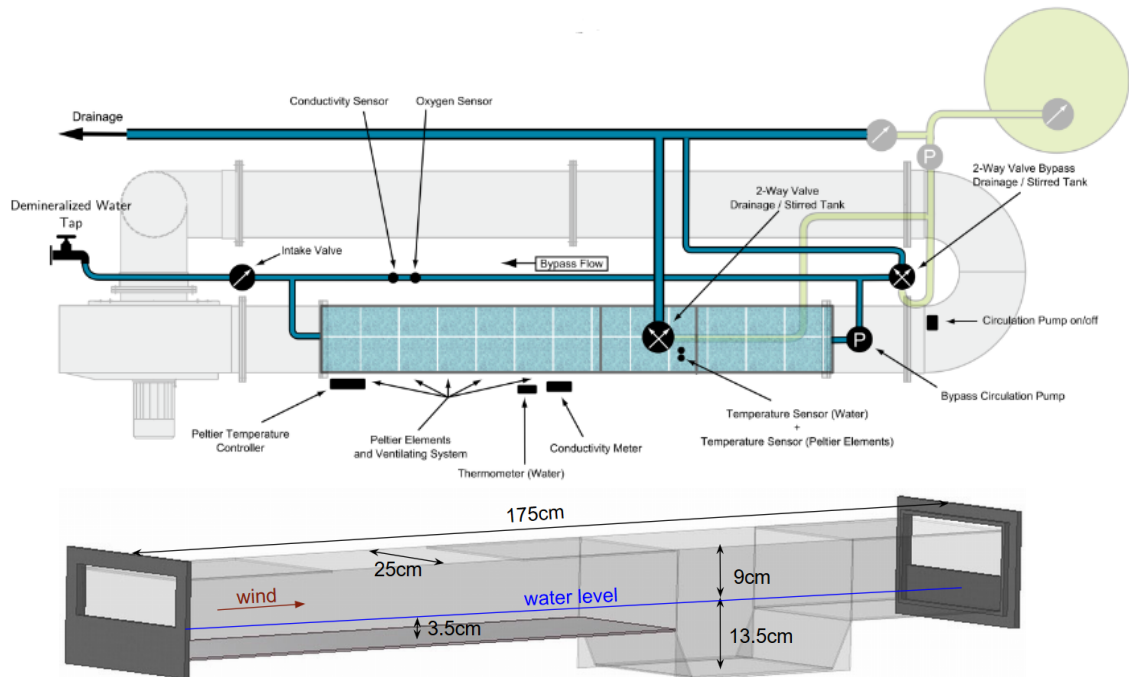 Conductivity Sensor
Oxygen Sensor
Drainage
P
2-Way Valve Bypass
Drainage / Stirred Tank
2-Way Valve
Drainage / Stirred Tank
Demineralized Water
Tap
Intake Valve
Bypass Flow
Circulation Pump on/off
P
Bypass Circulation Pump
Temperature Sensor (Water)
+
Temperature Sensor (Peltier Elements)
Peltier Temperature
Controller
Peltier Elements
and Ventilating System
Conductivity Meter
Thermometer (Water)
175cm
25cm
9cm
wind
water level
3.5cm
13.5cm